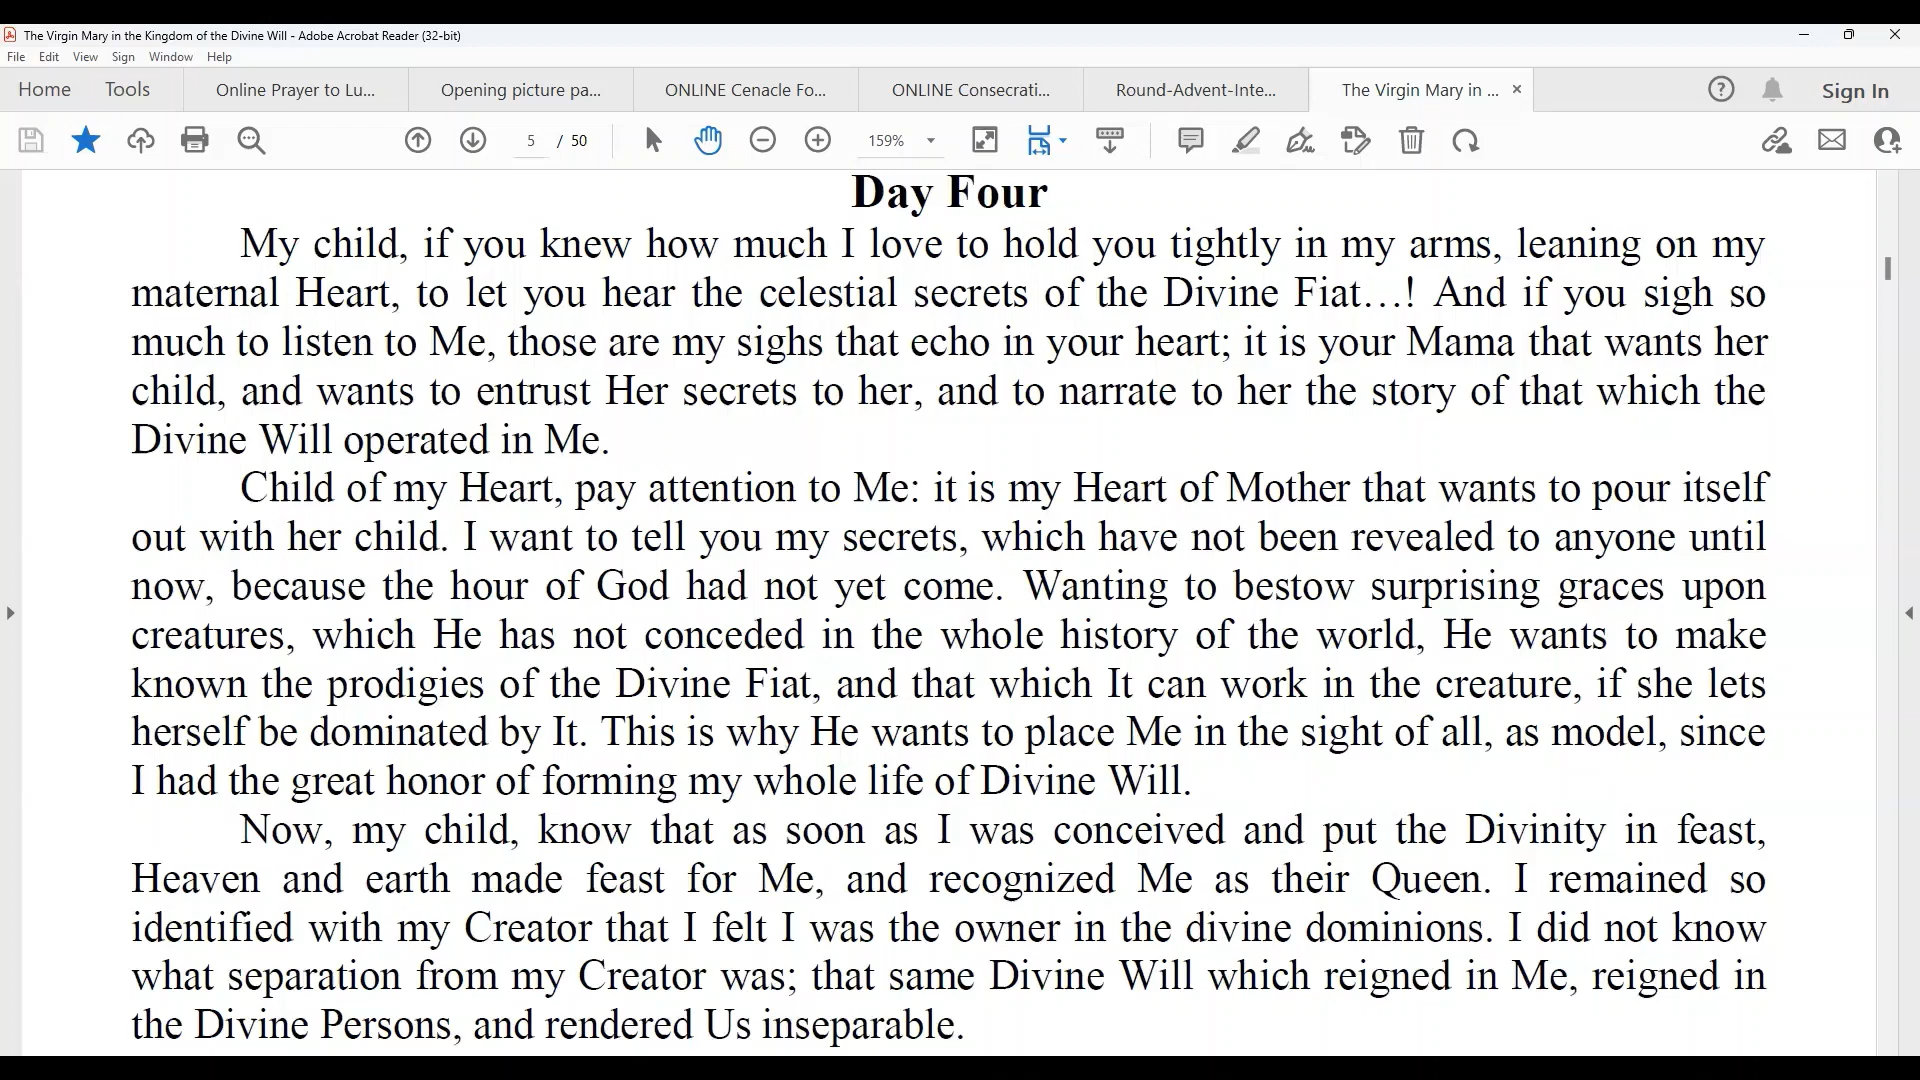 The Virgin Mary in the Kingdom of the Divine Will - Adobe Acrobat Reader (32-bit)
File Edit View Sign Window Help
Home Tools Online Prayer to Lu... Opening picture pa... ONLINE Cenacle Fo... ONLINE Consecrati... Round-Advent-Inte... The Virgin Mary in ... × Sign In
5 / 50 159%
Day Four
My child, if you knew how much I love to hold you tightly in my arms, leaning on my
maternal Heart, to let you hear the celestial secrets of the Divine Fiat…! And if you sigh so
much to listen to Me, those are my sighs that echo in your heart; it is your Mama that wants her
child, and wants to entrust Her secrets to her, and to narrate to her the story of that which the
Divine Will operated in Me.
Child of my Heart, pay attention to Me: it is my Heart of Mother that wants to pour itself
out with her child. I want to tell you my secrets, which have not been revealed to anyone until
now, because the hour of God had not yet come. Wanting to bestow surprising graces upon
creatures, which He has not conceded in the whole history of the world, He wants to make
known the prodigies of the Divine Fiat, and that which It can work in the creature, if she lets
herself be dominated by It. This is why He wants to place Me in the sight of all, as model, since
I had the great honor of forming my whole life of Divine Will.
Now, my child, know that as soon as I was conceived and put the Divinity in feast,
Heaven and earth made feast for Me, and recognized Me as their Queen. I remained so
identified with my Creator that I felt I was the owner in the divine dominions. I did not know
what separation from my Creator was; that same Divine Will which reigned in Me, reigned in
the Divine Persons, and rendered Us inseparable.